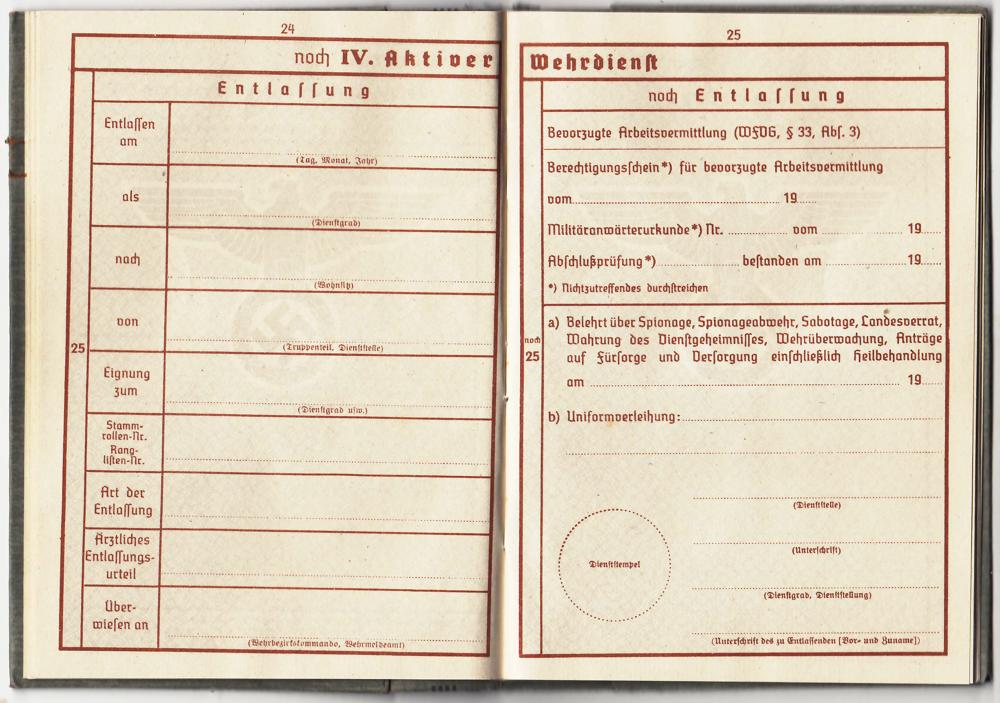 24
noch IV. Aktiver
Entlassung
Entlassen
am
(Tag, Monat, Jahr)
als
(Dienstgrad)
nach
(Wohnsitz)
von
(Truppenteil, Dienststelle)
25
Eignung
zum
(Dienstgrad usw.)
Stamm-
rollen-Nr.
Rang-
listen-Nr.
Art der
Entlassung
Ärztliches
Entlassungs-
urteil
Über-
wiesen an
(Wehrbezirkskommando, Wehrmeldeamt)
25
Wehrdienst
noch Entlassung
Bevorzugte Arbeitsvermittlung (WFVG, § 33, Abs. 3)
Berechtigungsschein*) für bevorzugte Arbeitsvermittlung
vom 19
Militäranwärterurkunde*) Nr. vom 19
Abschlußprüfung*) bestanden am 19
*) Nichtzutreffendes durchstreichen
noch
25
a) Belehrt über Spionage, Spionageabwehr, Sabotage, Landesverrat,
Wahrung des Dienstgeheimnisses, Wehrüberwachung, Anträge
auf Fürsorge und Versorgung einschließlich Heilbehandlung
am 19
b) Uniformverleihung:
(Dienststelle)
(Unterschrift)
Dienststempel
(Dienstgrad, Dienststellung)
(Unterschrift des zu Entlassenden [Vor- und Zuname])